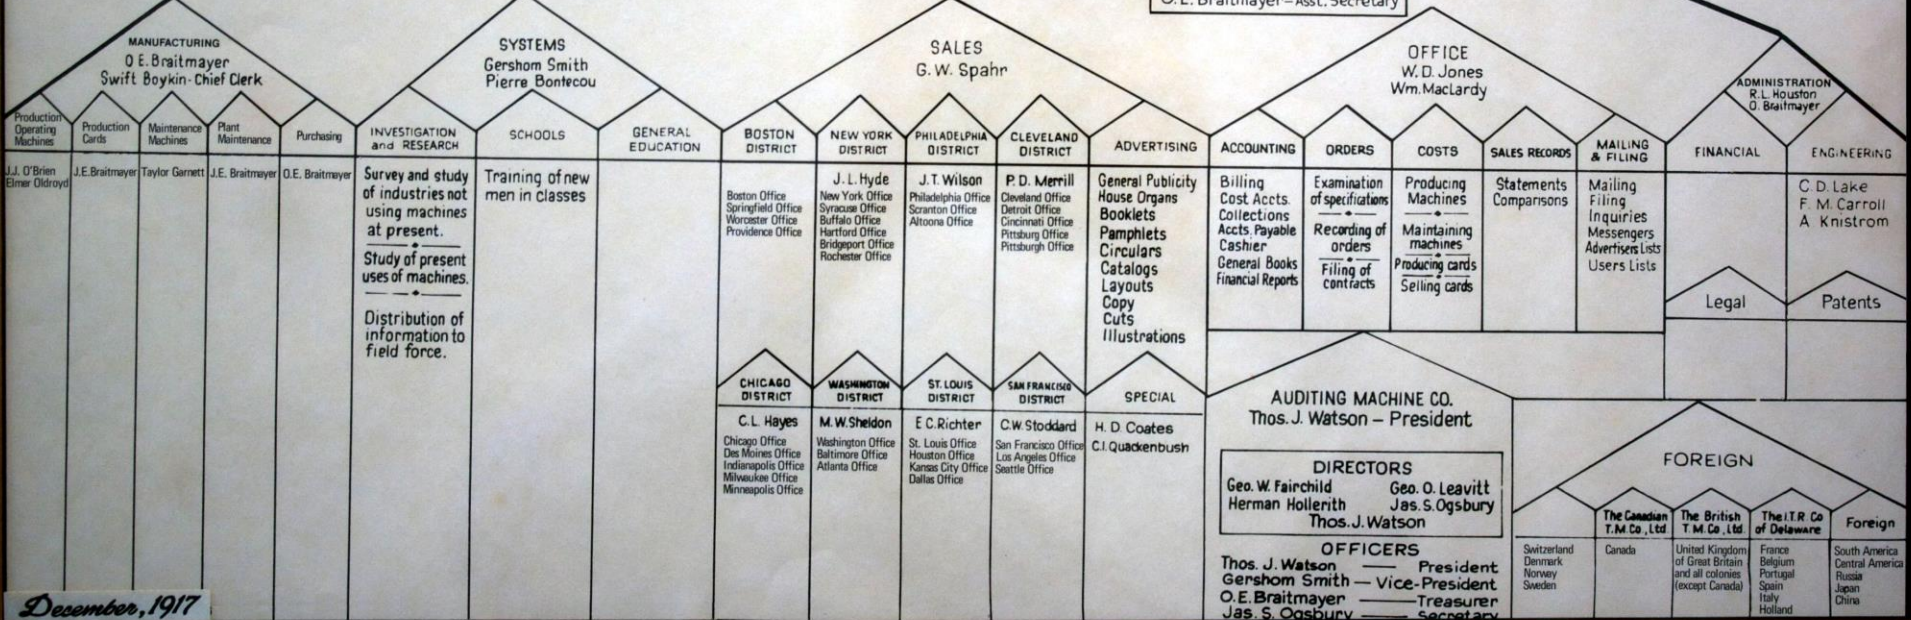 O. E. Braitmayer—Asst. Secretary
MANUFACTURING
O E. Braitmayer
Swift Boykin - Chief Clerk
Production
Operating
Machines
J.J. O'Brien
Elmer Oldroyd
Production
Cards
J.E. Braitmayer
Maintenance
Machines
Taylor Garnett
Plant
Maintenance
J.E. Braitmayer
Purchasing
O.E. Braitmayer
SYSTEMS
Gershom Smith
Pierre Bontecou
INVESTIGATION
and RESEARCH
Survey and study
of industries not
using machines
at present.
Study of present
uses of machines.
Distribution of
information to
field force.
SCHOOLS
Training of new
men in classes
GENERAL
EDUCATION
SALES
G. W. Spahr
BOSTON
DISTRICT
Boston Office
Springfield Office
Worcester Office
Providence Office
NEW YORK
DISTRICT
J. L. Hyde
New York Office
Syracuse Office
Buffalo Office
Hartford Office
Bridgeport Office
Rochester Office
PHILADELPHIA
DISTRICT
J. T. Wilson
Philadelphia Office
Scranton Office
Altoona Office
CLEVELAND
DISTRICT
P. D. Merrill
Cleveland Office
Detroit Office
Cincinnati Office
Pittsburg Office
Pittsburgh Office
ADVERTISING
General Publicity
House Organs
Booklets
Pamphlets
Circulars
Catalogs
Layouts
Copy
Cuts
Illustrations
CHICAGO
DISTRICT
C. L. Hayes
Chicago Office
Des Moines Office
Indianapolis Office
Milwaukee Office
Minneapolis Office
WASHINGTON
DISTRICT
M. W. Sheldon
Washington Office
Baltimore Office
Atlanta Office
ST. LOUIS
DISTRICT
E C. Richter
St. Louis Office
Houston Office
Kansas City Office
Dallas Office
SAN FRANCISCO
DISTRICT
C.W. Stoddard
San Francisco Office
Los Angeles Office
Seattle Office
SPECIAL
H. D. Coates
C.I. Quackenbush
OFFICE
W. D. Jones
Wm. MacLardy
ACCOUNTING
Billing
Cost Accts.
Collections
Accts. Payable
Cashier
General Books
Financial Reports
ORDERS
Examination
of specifications
Recording of
orders
Filing of
contracts
COSTS
Producing
Machines
Maintaining
machines
Producing cards
Selling cards
SALES RECORDS
Statements
Comparisons
MAILING
& FILING
Mailing
Filing
Inquiries
Messengers
Advertisers Lists
Users Lists
ADMINISTRATION
R. L. Houston
O. Braitmayer
FINANCIAL
ENGINEERING
C. D. Lake
F. M. Carroll
A Knistrom
Legal
Patents
AUDITING MACHINE CO.
Thos. J. Watson — President
DIRECTORS
Geo. W. Fairchild Geo. O. Leavitt
Herman Hollerith Jas. S. Ogsbury
Thos. J. Watson
OFFICERS
Thos. J. Watson — President
Gershom Smith — Vice-President
O.E. Braitmayer — Treasurer
Jas. S. Ogsbury — Secretary
FOREIGN
Switzerland
Denmark
Norwey
Sweden
The Canadian
T.M. Co., Ltd
Canada
The British
T. M. Co., Ltd.
United Kingdom
of Great Britain
and all colonies
(except Canada)
The I.T.R. Co
of Delaware
France
Belgium
Portugal
Spain
Italy
Holland
Foreign
South America
Central America
Russia
Japan
China
December, 1917